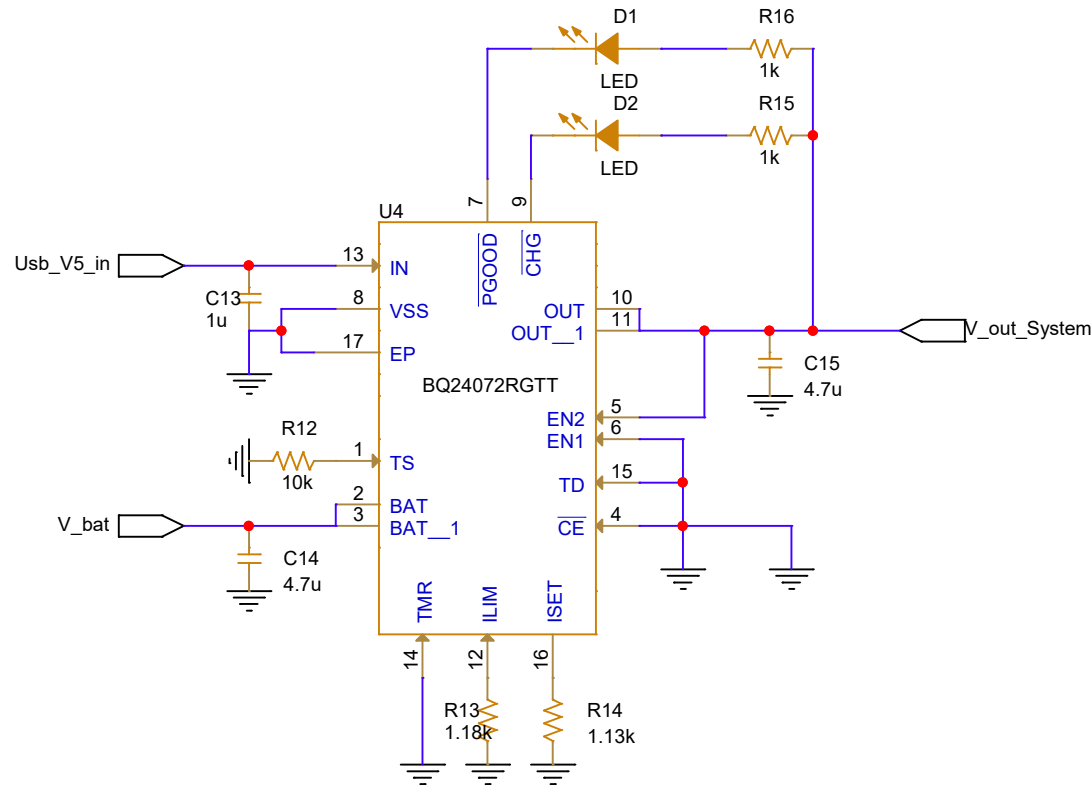 D1
R16
LED
1k
D2
R15
LED
1k
7
9
U4
Usb_V5_in
13
IN
PGOOD
CHG
C13
1u
8
VSS
OUT
10
OUT__1
11
V_out_System
17
EP
C15
4.7u
BQ24072RGTT
EN2
5
EN1
6
R12
10k
1
TS
TD
15
2
BAT
V_bat
3
BAT__1
CE
4
C14
4.7u
TMR
ILIM
ISET
14
12
16
R13
1.18k
R14
1.13k